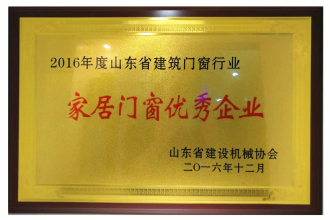 2016年度山东省建筑门窗行业
家居门窗优秀企业
山东省建设机械协会
二〇一六年十二月